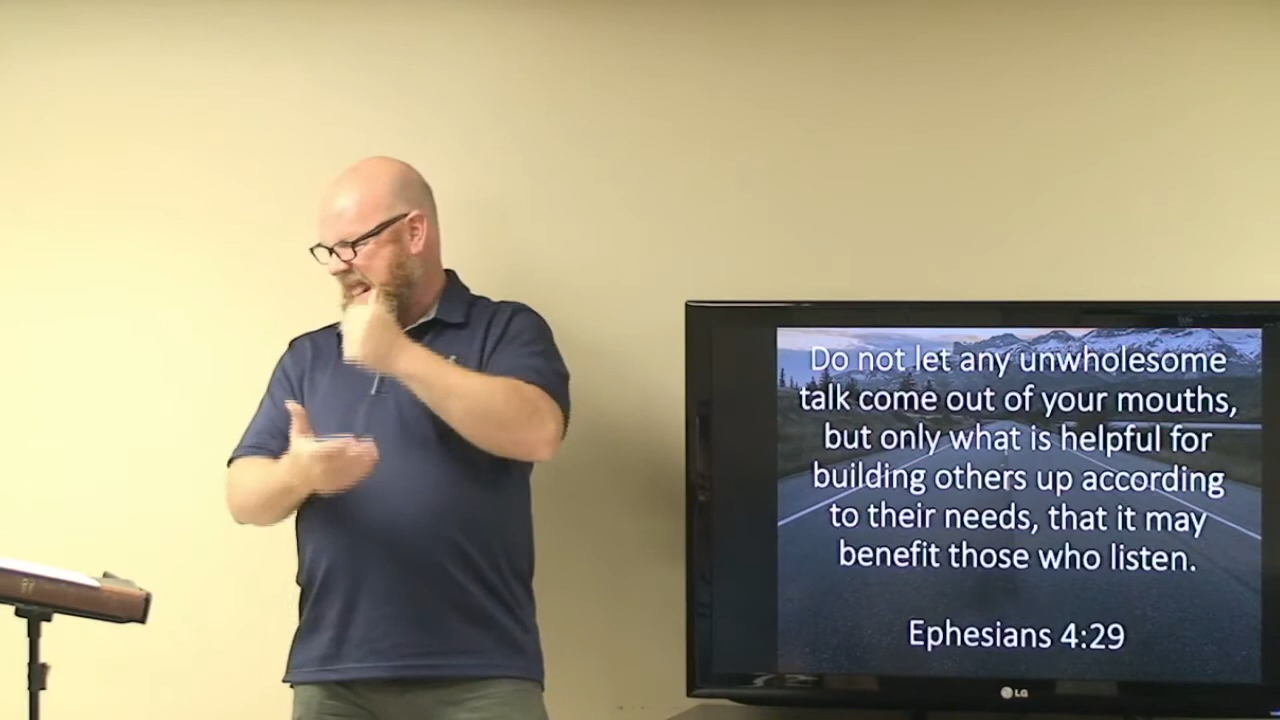 Do not let any unwholesome
talk come out of your mouths,
but only what is helpful for
building others up according
to their needs, that it may
benefit those who listen.
Ephesians 4:29
LG